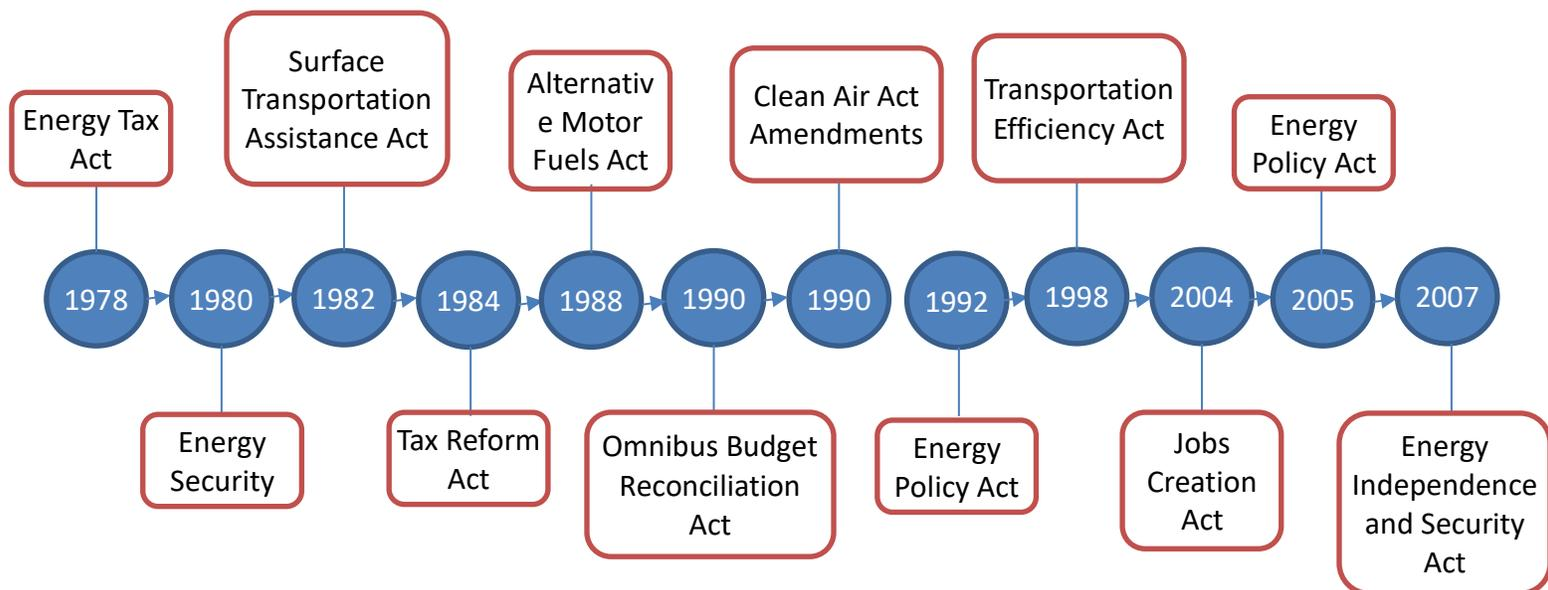 Energy Tax
Act
Surface
Transportation
Assistance Act
Alternativ
e Motor
Fuels Act
Clean Air Act
Amendments
Transportation
Efficiency Act
Energy
Policy Act
1978
1980
1982
1984
1988
1990
1990
1992
1998
2004
2005
2007
Energy
Security
Tax Reform
Act
Omnibus Budget
Reconciliation
Act
Energy
Policy Act
Jobs
Creation
Act
Energy
Independence
and Security
Act